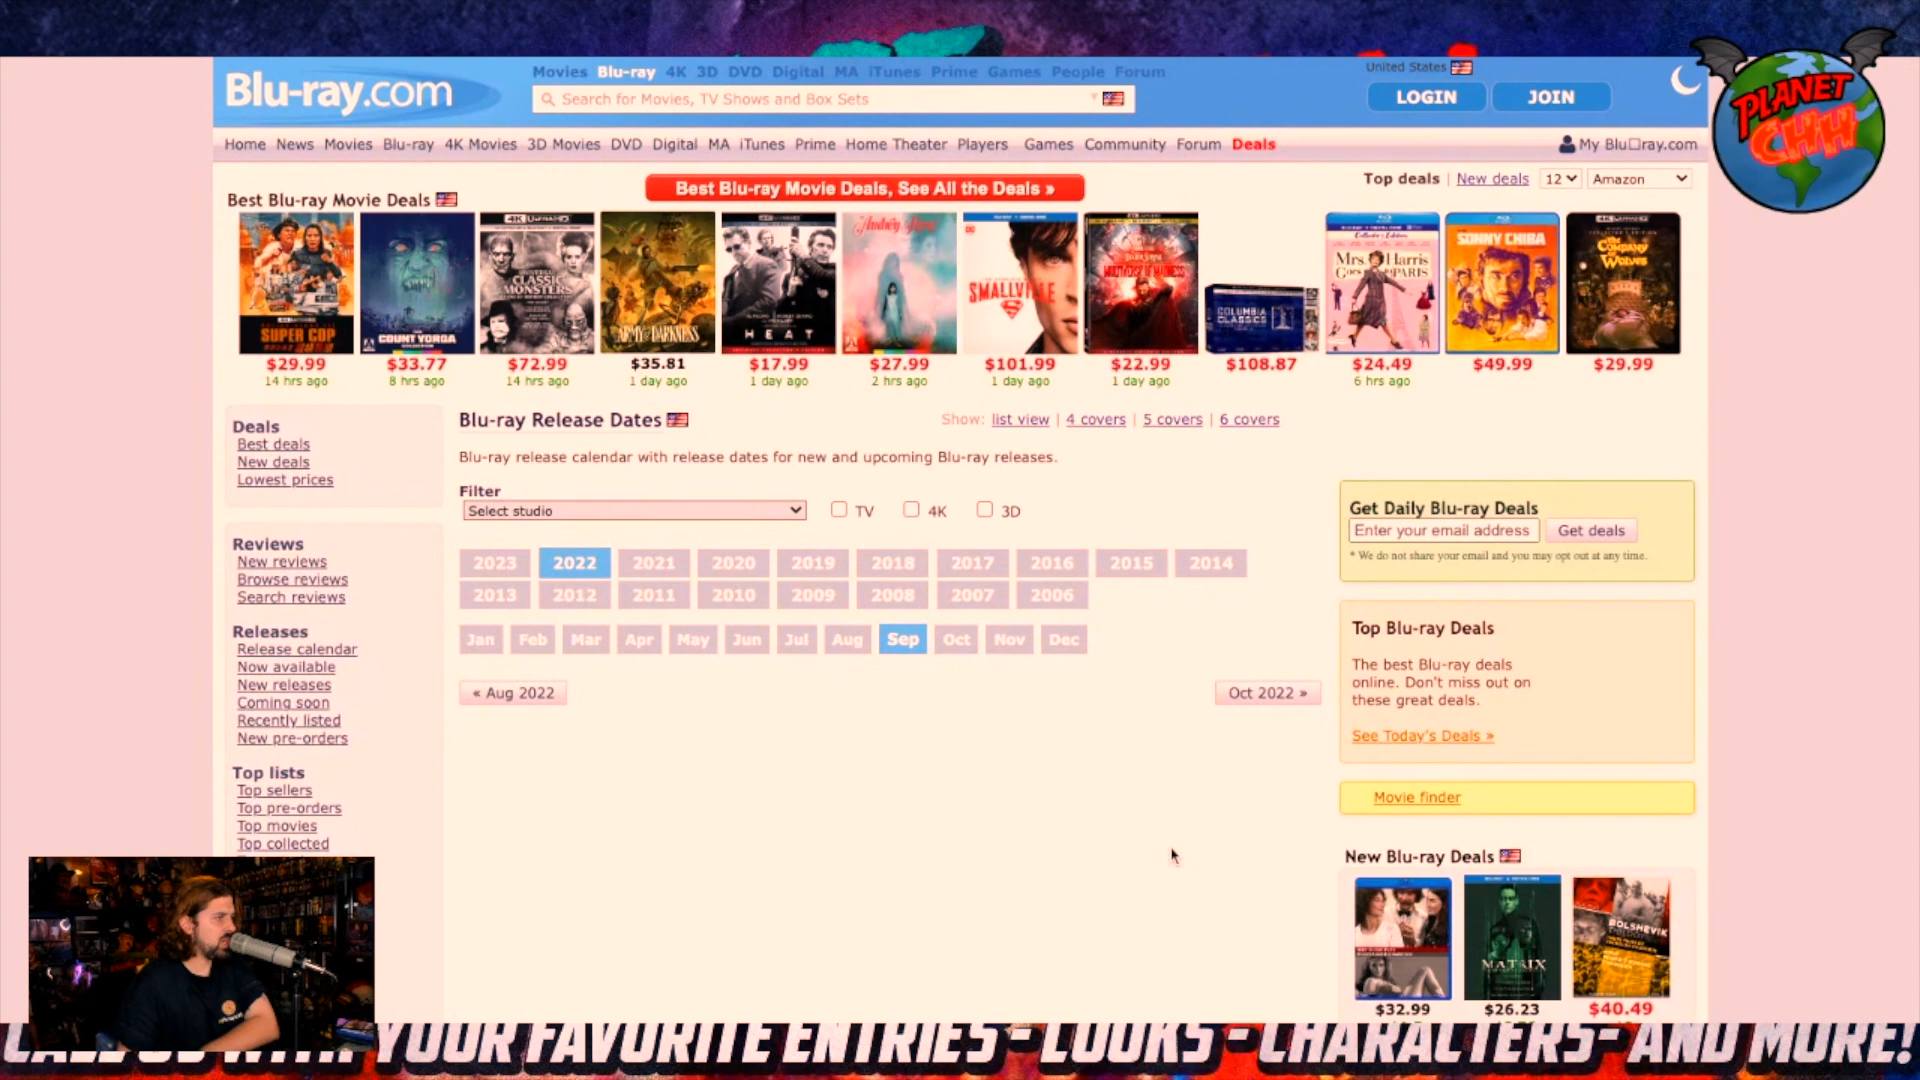 Blu-ray.com
Movies Blu-ray 4K 3D DVD Digital MA iTunes Prime Games People Forum
Search for Movies, TV Shows and Box Sets
United States
LOGIN JOIN
PLANET
CHH
Home News Movies Blu-ray 4K Movies 3D Movies DVD Digital MA iTunes Prime Home Theater Players Games Community Forum Deals
My Blu□ray.com
Best Blu-ray Movie Deals
Best Blu-ray Movie Deals, See All the Deals »
Top deals | New deals 12 Amazon
SUPER COP
COUNT YORGA
UNIVERSAL CLASSIC MONSTERS
ARMY of DARKNESS
HEAT
Audrey Rose
SMALLVILLE
MULTIVERSE OF MADNESS
COLUMBIA CLASSICS
Mrs. Harris GOES TO PARIS
SONNY CHIBA
The COMPANY of WOLVES
$29.99 $33.77 $72.99 $35.81 $17.99 $27.99 $101.99 $22.99 $108.87 $24.49 $49.99 $29.99
14 hrs ago 8 hrs ago 14 hrs ago 1 day ago 1 day ago 2 hrs ago 1 day ago 1 day ago 6 hrs ago
Deals
Best deals
New deals
Lowest prices
Reviews
New reviews
Browse reviews
Search reviews
Releases
Release calendar
Now available
New releases
Coming soon
Recently listed
New pre-orders
Top lists
Top sellers
Top pre-orders
Top movies
Top collected
Blu-ray Release Dates
Show: list view | 4 covers | 5 covers | 6 covers
Blu-ray release calendar with release dates for new and upcoming Blu-ray releases.
Filter
Select studio TV 4K 3D
2023 2022 2021 2020 2019 2018 2017 2016 2015 2014
2013 2012 2011 2010 2009 2008 2007 2006
Jan Feb Mar Apr May Jun Jul Aug Sep Oct Nov Dec
« Aug 2022 Oct 2022 »
Get Daily Blu-ray Deals
Enter your email address Get deals
* We do not share your email and you may opt out at any time.
Top Blu-ray Deals
The best Blu-ray deals
online. Don't miss out on
these great deals.
See Today's Deals »
Movie finder
New Blu-ray Deals
MATRIX
BOLSHEVIK
$32.99 $26.23 $40.49
YOUR FAVORITE ENTRIES - LOOKS - CHARACTERS- AND MORE!